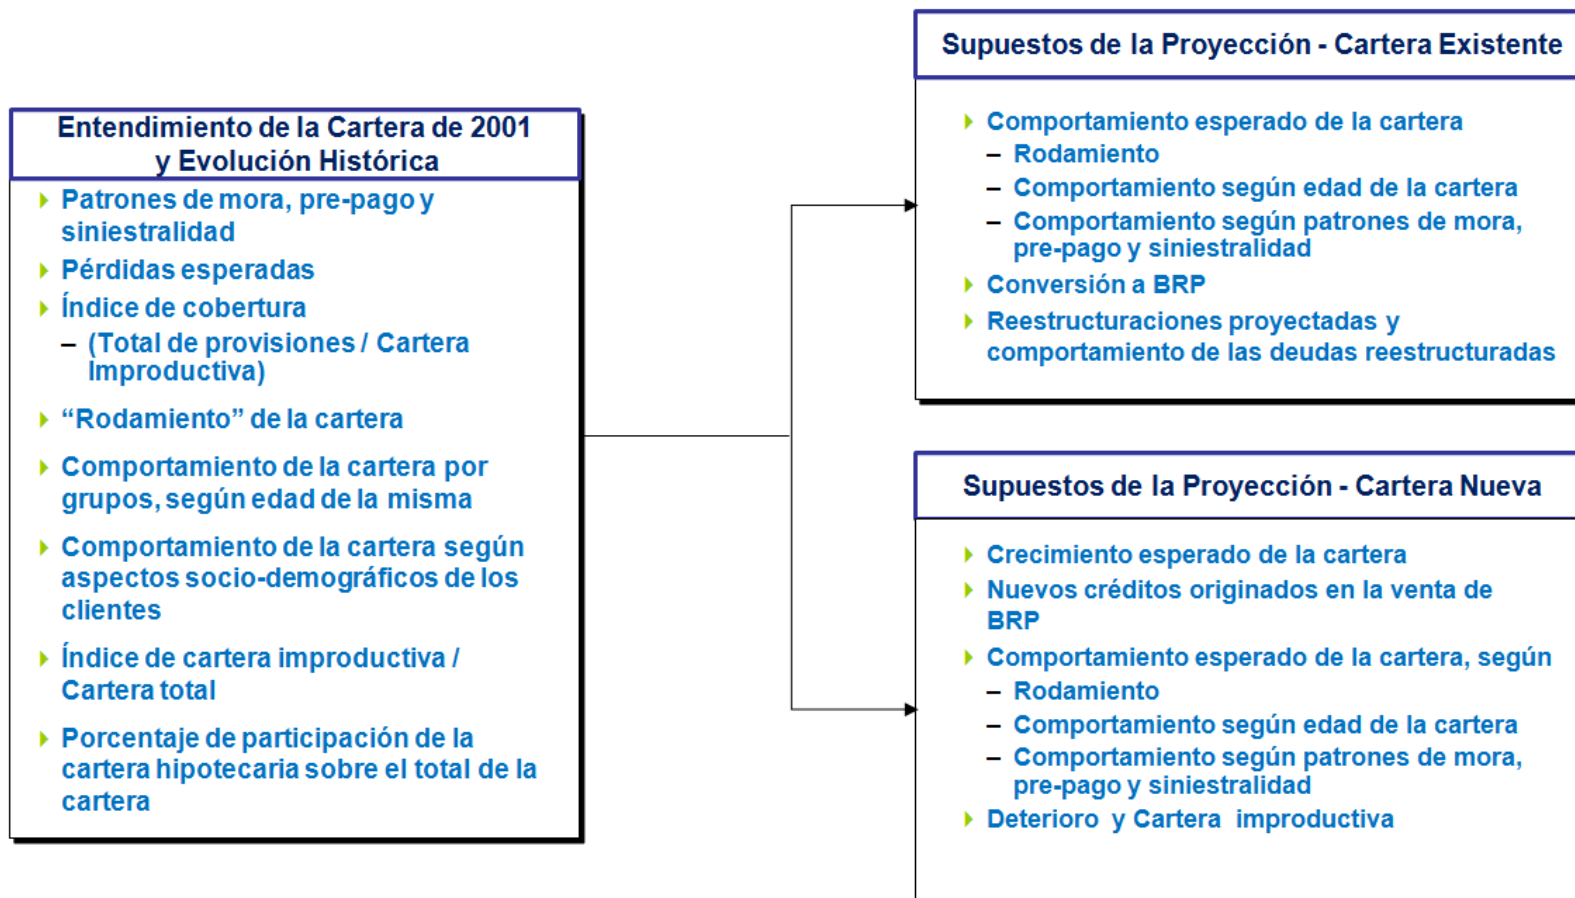 Entendimiento de la Cartera de 2001
y Evolución Histórica
Patrones de mora, pre-pago y
siniestralidad
Pérdidas esperadas
Índice de cobertura
– (Total de provisiones / Cartera
Improductiva)
“Rodamiento” de la cartera
Comportamiento de la cartera por
grupos, según edad de la misma
Comportamiento de la cartera según
aspectos socio-demográficos de los
clientes
Índice de cartera improductiva /
Cartera total
Porcentaje de participación de la
cartera hipotecaria sobre el total de la
cartera
Supuestos de la Proyección - Cartera Existente
Comportamiento esperado de la cartera
– Rodamiento
– Comportamiento según edad de la cartera
– Comportamiento según patrones de mora,
pre-pago y siniestralidad
Conversión a BRP
Reestructuraciones proyectadas y
comportamiento de las deudas reestructuradas
Supuestos de la Proyección - Cartera Nueva
Crecimiento esperado de la cartera
Nuevos créditos originados en la venta de
BRP
Comportamiento esperado de la cartera, según
– Rodamiento
– Comportamiento según edad de la cartera
– Comportamiento según patrones de mora,
pre-pago y siniestralidad
Deterioro y Cartera improductiva